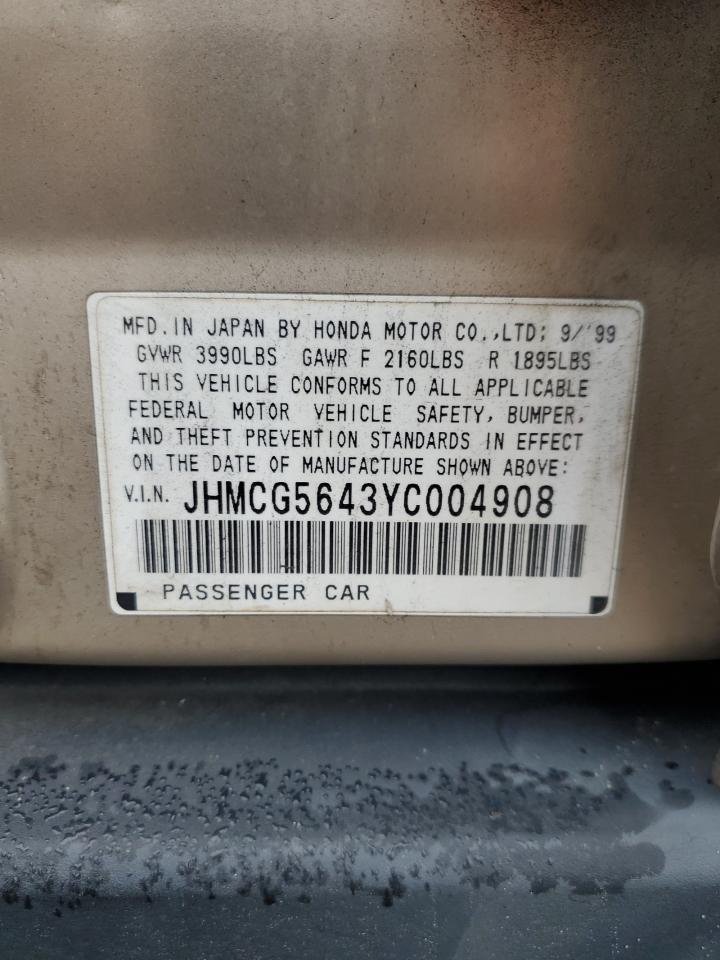 MFD. IN JAPAN BY HONDA MOTOR CO.,LTD; 9/'99
GVWR 3990LBS GAWR F 2160LBS R 1895LBS
THIS VEHICLE CONFORMS TO ALL APPLICABLE
FEDERAL MOTOR VEHICLE SAFETY, BUMPER,
AND THEFT PREVENTION STANDARDS IN EFFECT
ON THE DATE OF MANUFACTURE SHOWN ABOVE:
V.I.N. JHMCG5643YC004908
PASSENGER CAR